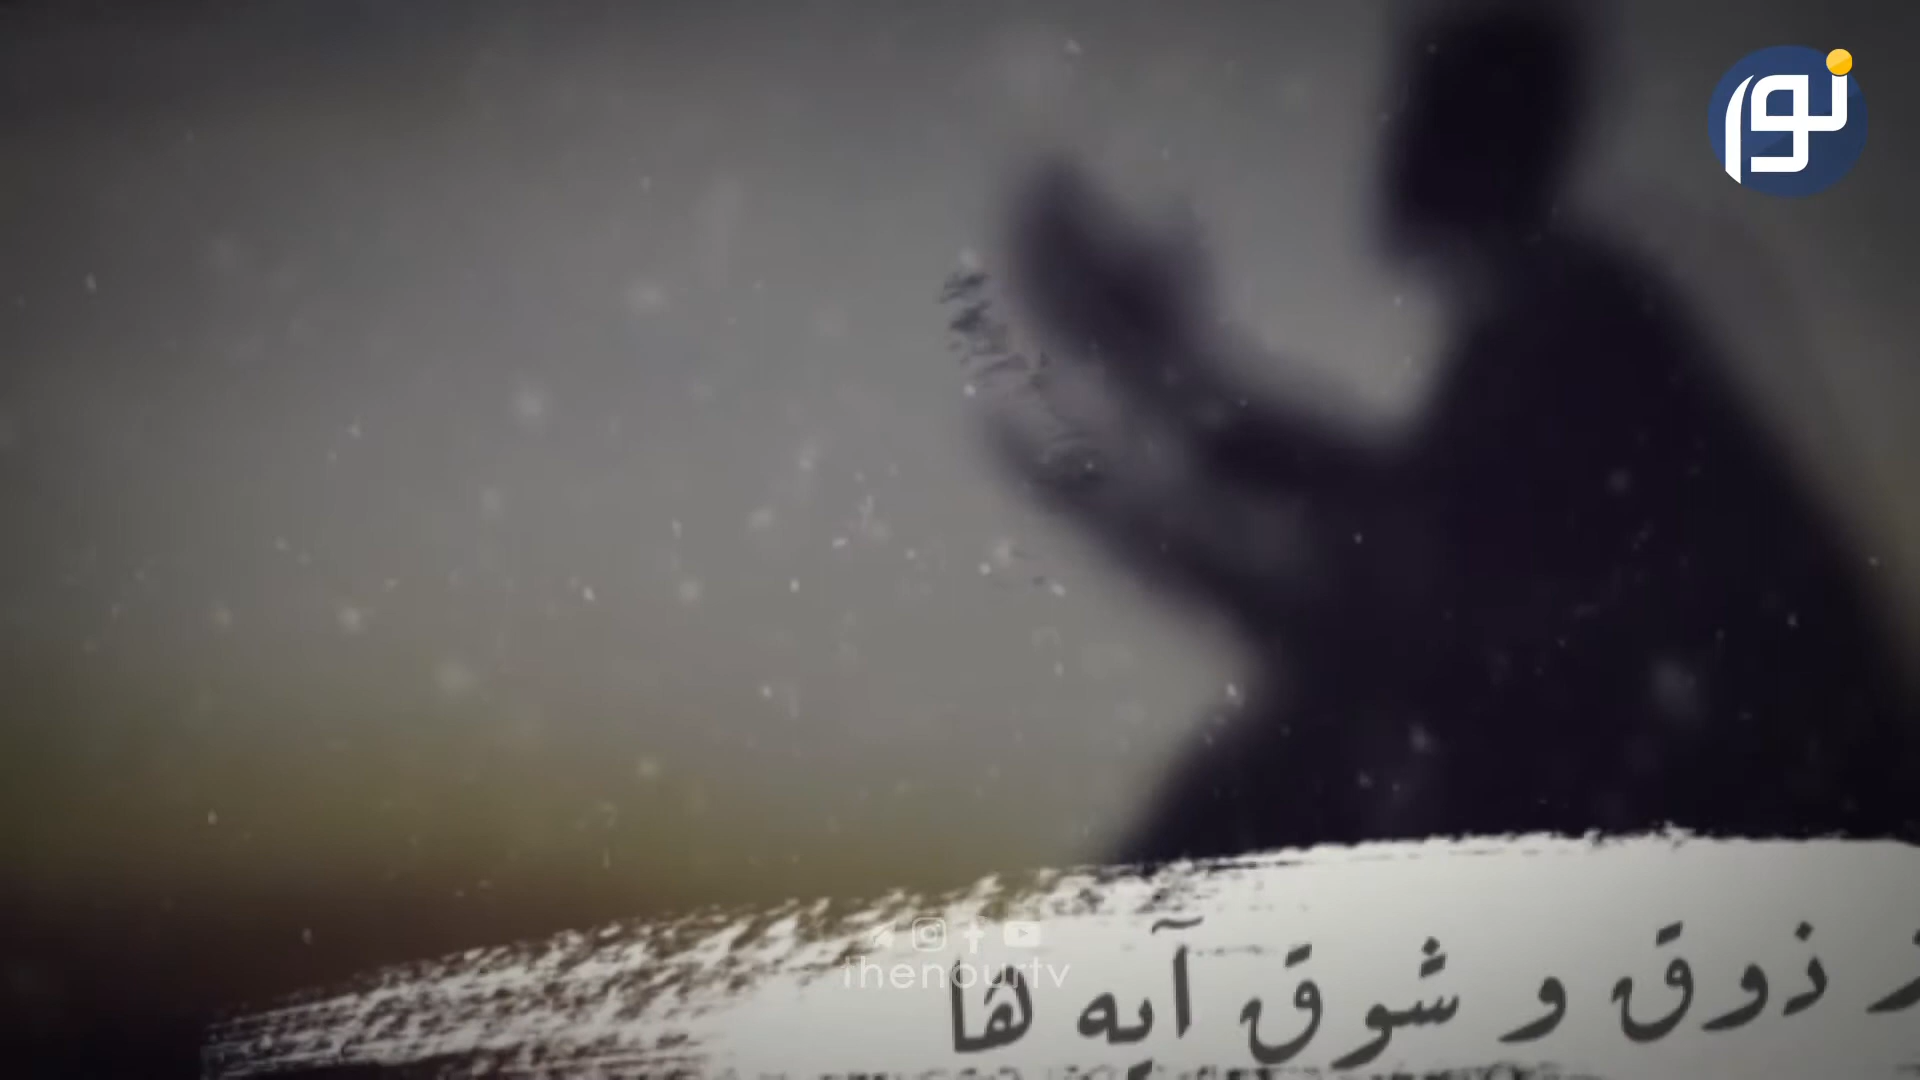 نور
ذوق و شوق آیه ها
thenourtv